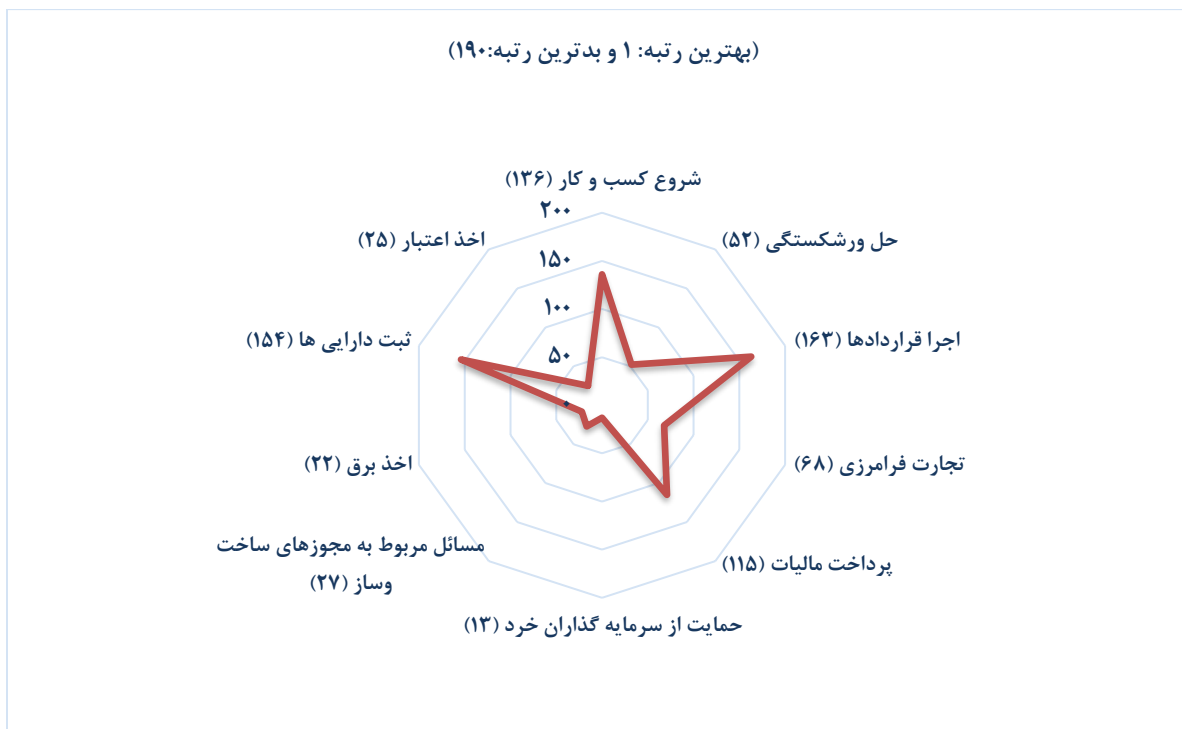 (بهترین رتبه: ۱ و بدترین رتبه:۱۹۰)
شروع کسب و کار (۱۳۶)
حل ورشکستگی (۵۲)
اجرا قراردادها (۱۶۳)
تجارت فرامرزی (۶۸)
پرداخت مالیات (۱۱۵)
حمایت از سرمایه گذاران خرد (۱۳)
مسائل مربوط به مجوزهای ساخت
وساز (۲۷)
اخذ برق (۲۲)
ثبت دارایی ها (۱۵۴)
اخذ اعتبار (۲۵)
۲۰۰
۱۵۰
۱۰۰
۵۰
۰